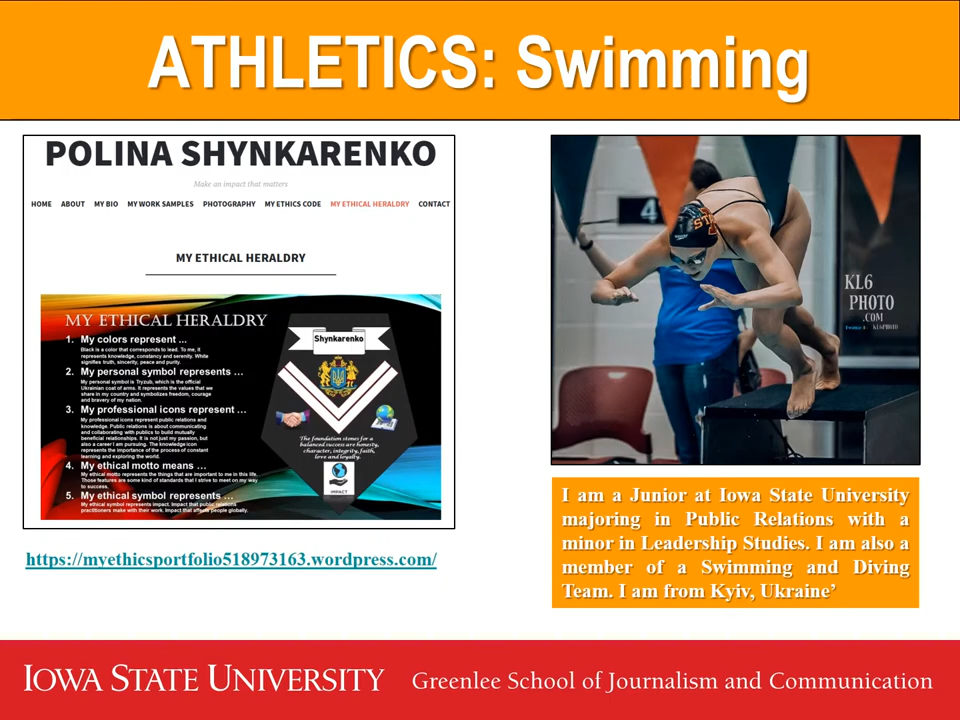 ATHLETICS: Swimming
POLINA SHYNKARENKO
Make an impact that matters
HOME ABOUT MY BIO MY WORK SAMPLES PHOTOGRAPHY MY ETHICS CODE MY ETHICAL HERALDRY CONTACT
MY ETHICAL HERALDRY
MY ETHICAL HERALDRY
1. My colors represent ...
Black is a color that corresponds to lead. To me, it
represents knowledge, constancy and serenity. White
signifies truth, sincerity, peace and purity.
2. My personal symbol represents …
My personal symbol is Tryzub, which is the official
Ukrainian coat of arms. It represents the values that we
share in my country and symbolizes freedom, courage
and bravery of my nation.
3. My professional icons represent …
My professional icons represent public relations and
knowledge. Public relations is about communicating
and collaborating with publics to build mutually
beneficial relationships. It is not just my passion, but
also a career I am pursuing. The knowledge icon
represents the importance of the process of constant
learning and exploring the world.
4. My ethical motto means …
My ethical motto represents the things that are important to me in this life.
Those features are some kind of standards that I strive to meet on my way
to success.
5. My ethical symbol represents …
My ethical symbol represents impact. Impact that public relations
practitioners make with their work. Impact that affects people globally.
Shynkarenko
The foundation stones for a
balanced success are honesty,
character, integrity, faith,
love and loyalty.
IMPACT
https://myethicsportfolio518973163.wordpress.com/
4
KL6
PHOTO
.COM
KL6PHOTO
I am a Junior at Iowa State University
majoring in Public Relations with a
minor in Leadership Studies. I am also a
member of a Swimming and Diving
Team. I am from Kyiv, Ukraine’
IOWA STATE UNIVERSITY Greenlee School of Journalism and Communication